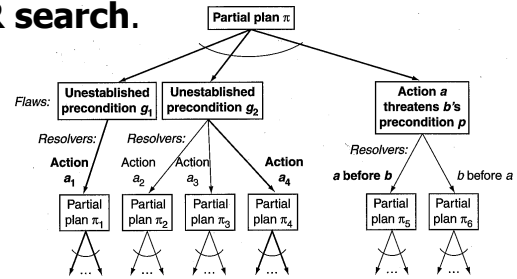 R search.
Partial plan π
Flaws:
Unestablished
precondition g1
Unestablished
precondition g2
Action a
threatens b's
precondition p
Resolvers:
Resolvers:
Resolvers:
Action
a1
Action
a2
Action
a3
Action
a4
a before b
b before a
Partial
plan π1
Partial
plan π2
Partial
plan π3
Partial
plan π4
Partial
plan π5
Partial
plan π6
...
...
...
...
...
...